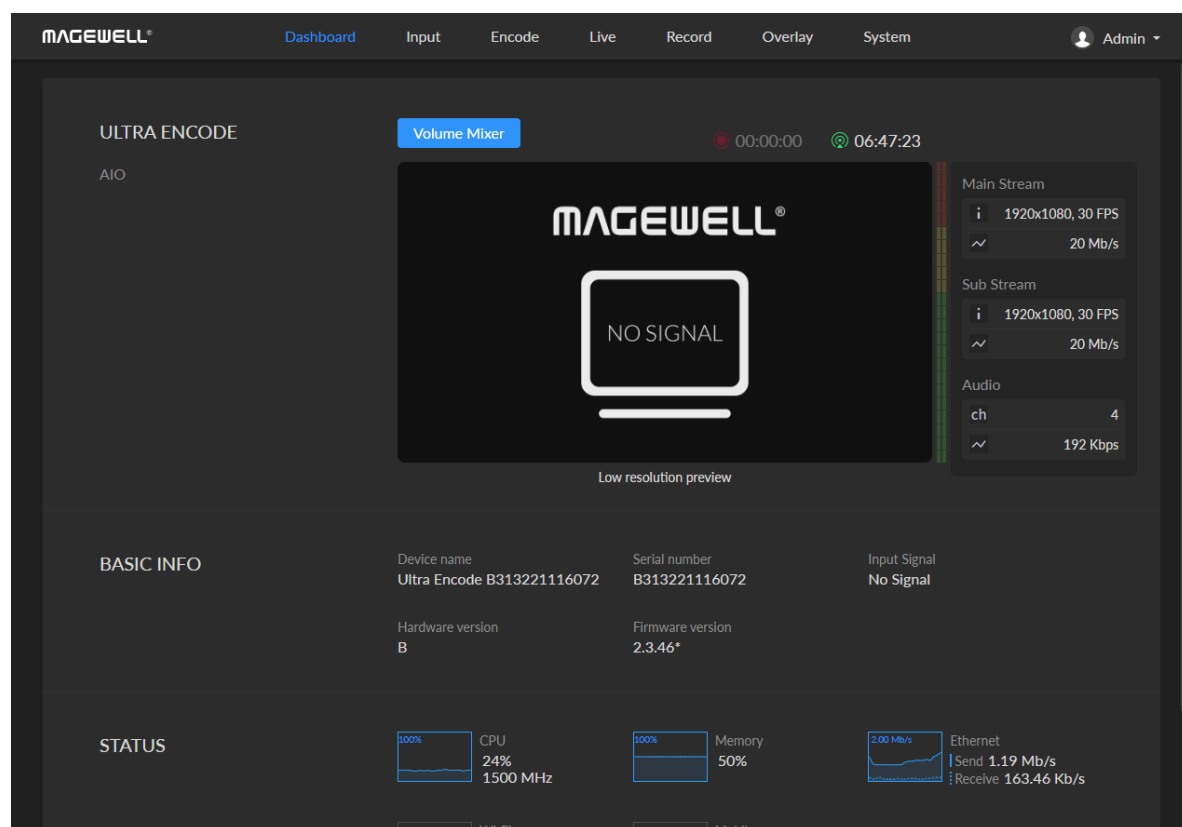 MAGEWELL®
Dashboard Input Encode Live Record Overlay System Admin
ULTRA ENCODE
AIO
Volume Mixer
00:00:00 06:47:23
MAGEWELL®
NO SIGNAL
Low resolution preview
Main Stream
i 1920x1080, 30 FPS
20 Mb/s
Sub Stream
i 1920x1080, 30 FPS
20 Mb/s
Audio
ch 4
192 Kbps
BASIC INFO
Device name
Ultra Encode B313221116072
Serial number
B313221116072
Input Signal
No Signal
Hardware version
B
Firmware version
2.3.46*
STATUS
100%
CPU
24%
1500 MHz
100%
Memory
50%
2.00 Mb/s
Ethernet
Send 1.19 Mb/s
Receive 163.46 Kb/s